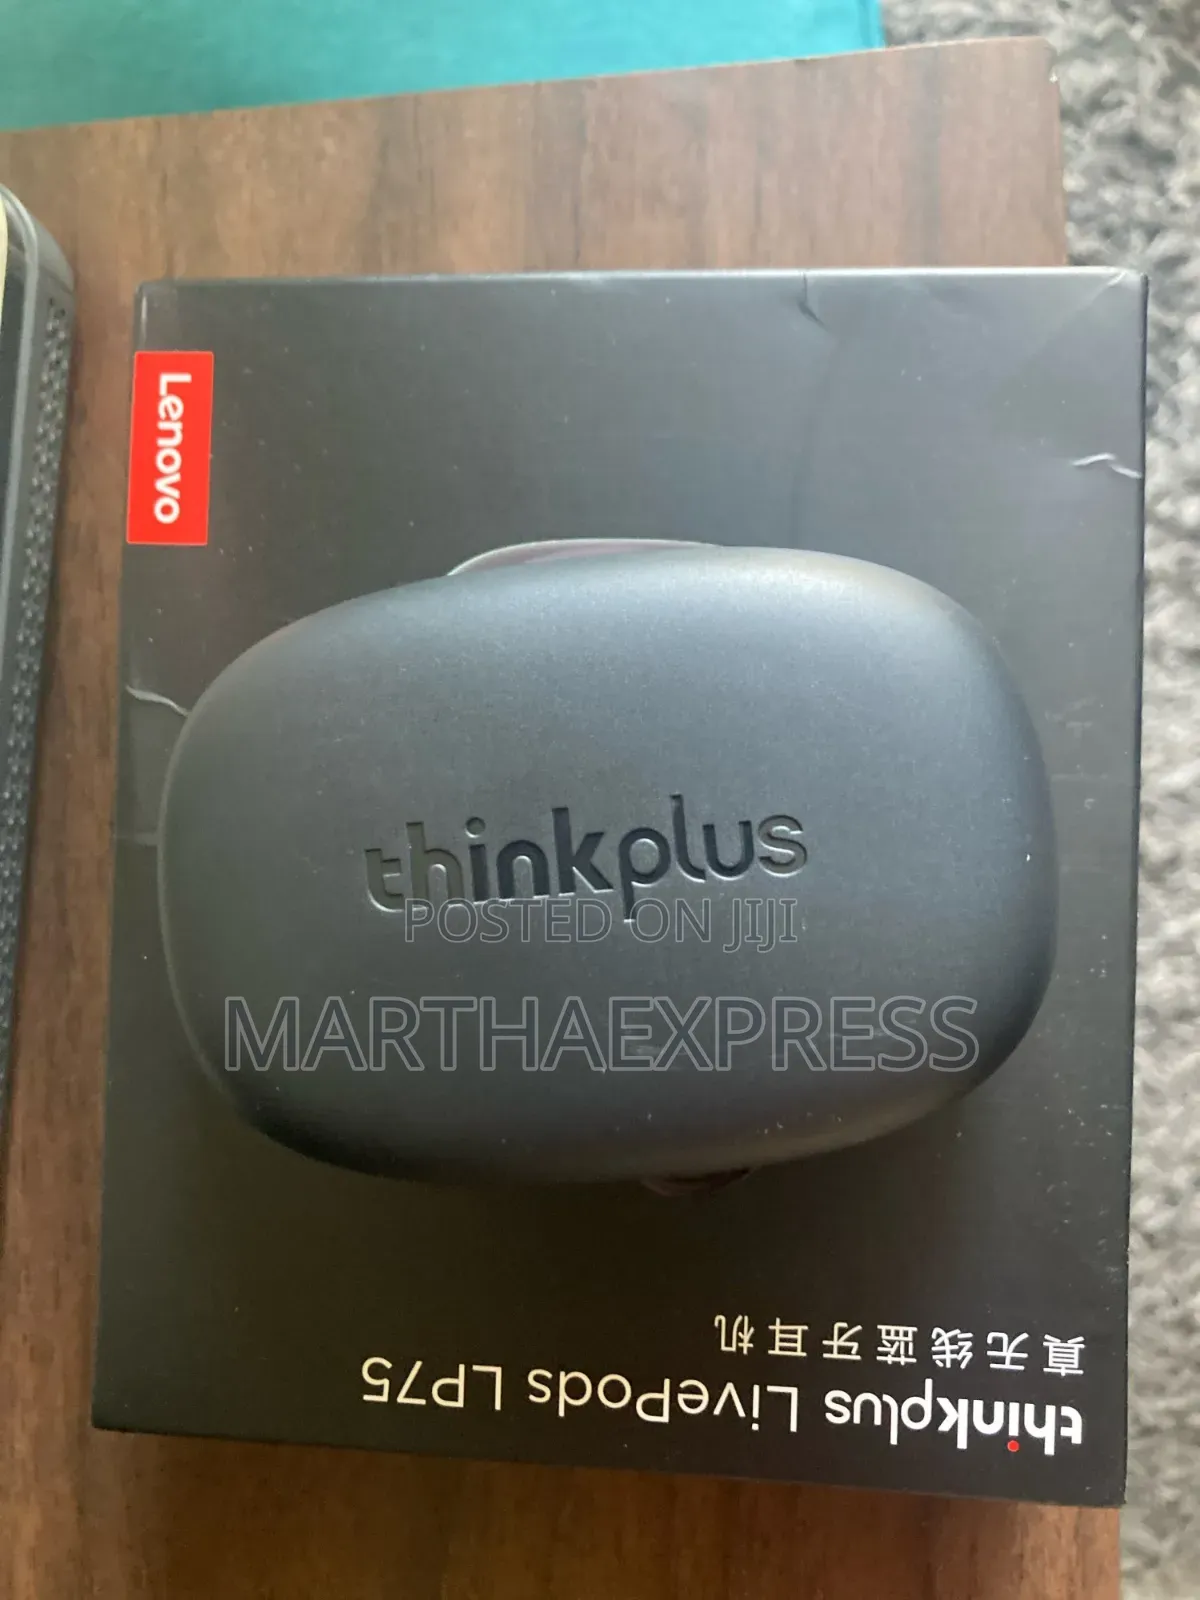 Lenovo
thinkplus
POSTED ON JIJI
MARTHAEXPRESS
thinkplus LivePods LP75
真无线蓝牙耳机